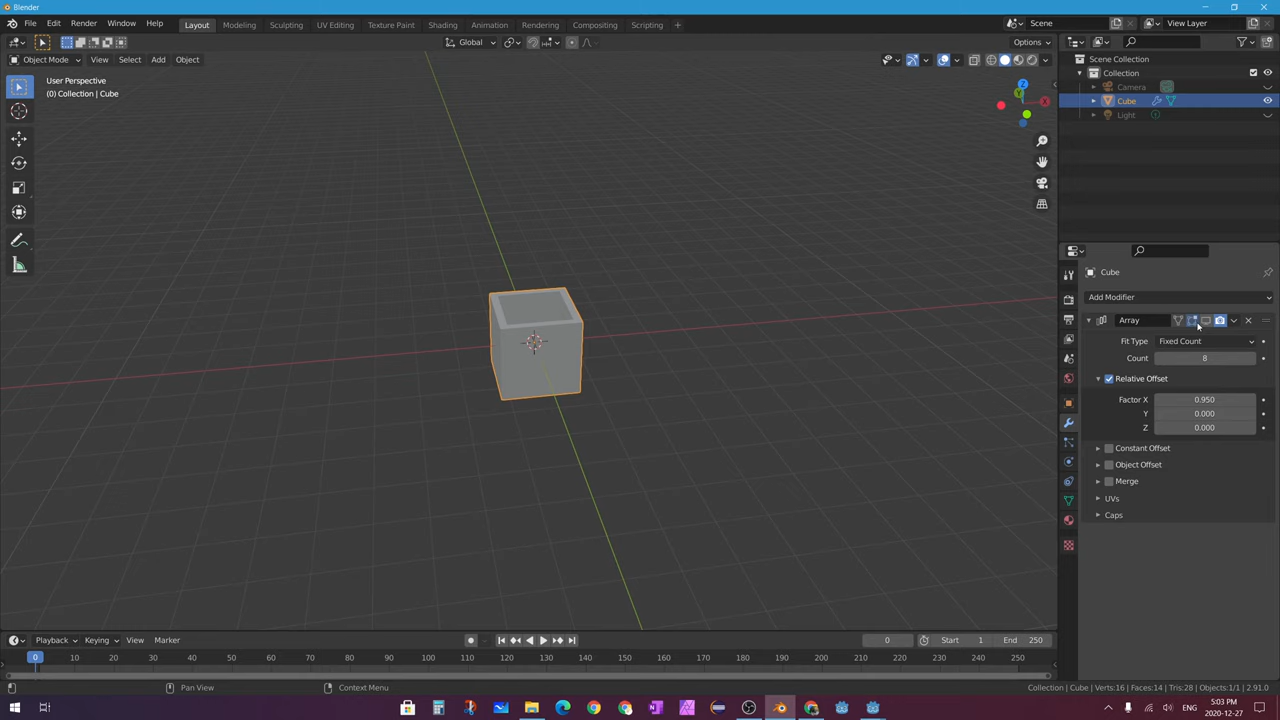 Blender
File Edit Render Window Help Layout Modeling Sculpting UV Editing Texture Paint Shading Animation Rendering Compositing Scripting + Scene View Layer
Global Options
Object Mode View Select Add Object
User Perspective
(0) Collection | Cube
Scene Collection
Collection
Camera
Cube
Light
Cube
Add Modifier
Array
Fit Type Fixed Count
Count 8
Relative Offset
Factor X 0.950
Y 0.000
Z 0.000
Constant Offset
Object Offset
Merge
UVs
Caps
X
Y
Z
Playback Keying View Marker 0 Start 1 End 250
0 10 20 30 40 50 60 70 80 90 100 110 120 130 140 150 160 170 180 190 200 210 220 230 240 250
Pan View Context Menu Collection | Cube | Verts:16 | Faces:14 | Tris:28 | Objects:1/1 | 2.91.0
5:03 PM
2020-12-27